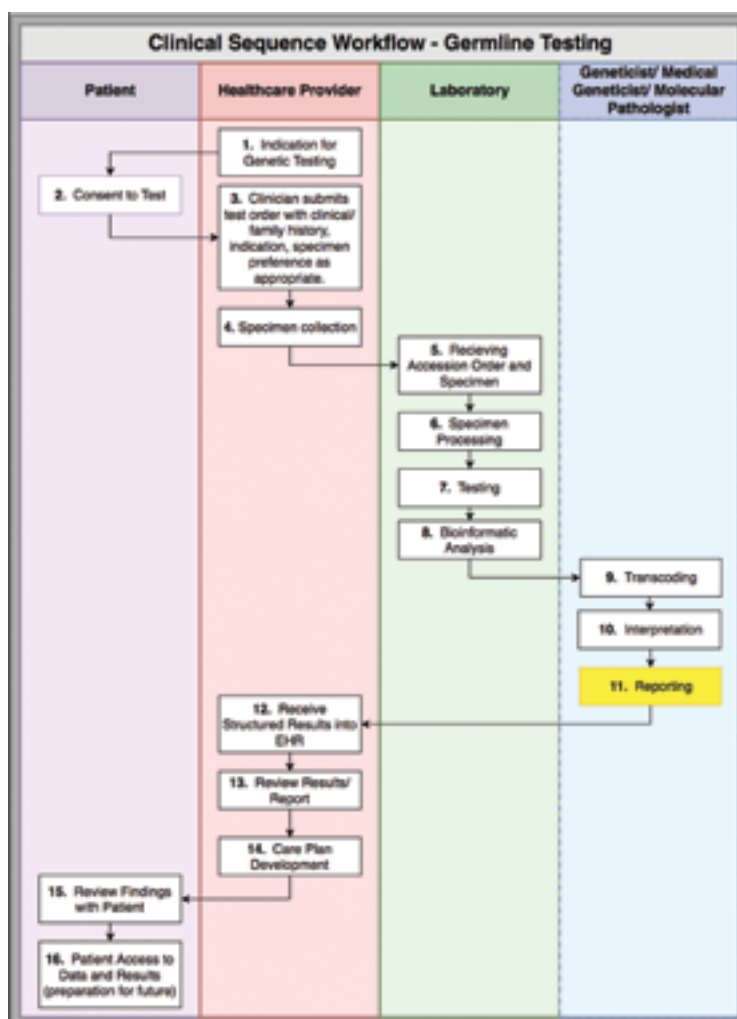 Clinical Sequence Workflow - Germline Testing
Patient
Healthcare Provider
Laboratory
Geneticist/ Medical
Geneticist/ Molecular
Pathologist
1. Indication for
Genetic Testing
2. Consent to Test
3. Clinician submits
test order with clinical/
family history,
indication, specimen
preference as
appropriate.
4. Specimen collection
5. Recieving
Accession Order and
Specimen
6. Specimen
Processing
7. Testing
8. Bioinformatic
Analysis
9. Transcoding
10. Interpretation
11. Reporting
12. Receive
Structured Results into
EHR
13. Review Results/
Report
14. Care Plan
Development
15. Review Findings
with Patient
16. Patient Access to
Data and Results
(preparation for future)